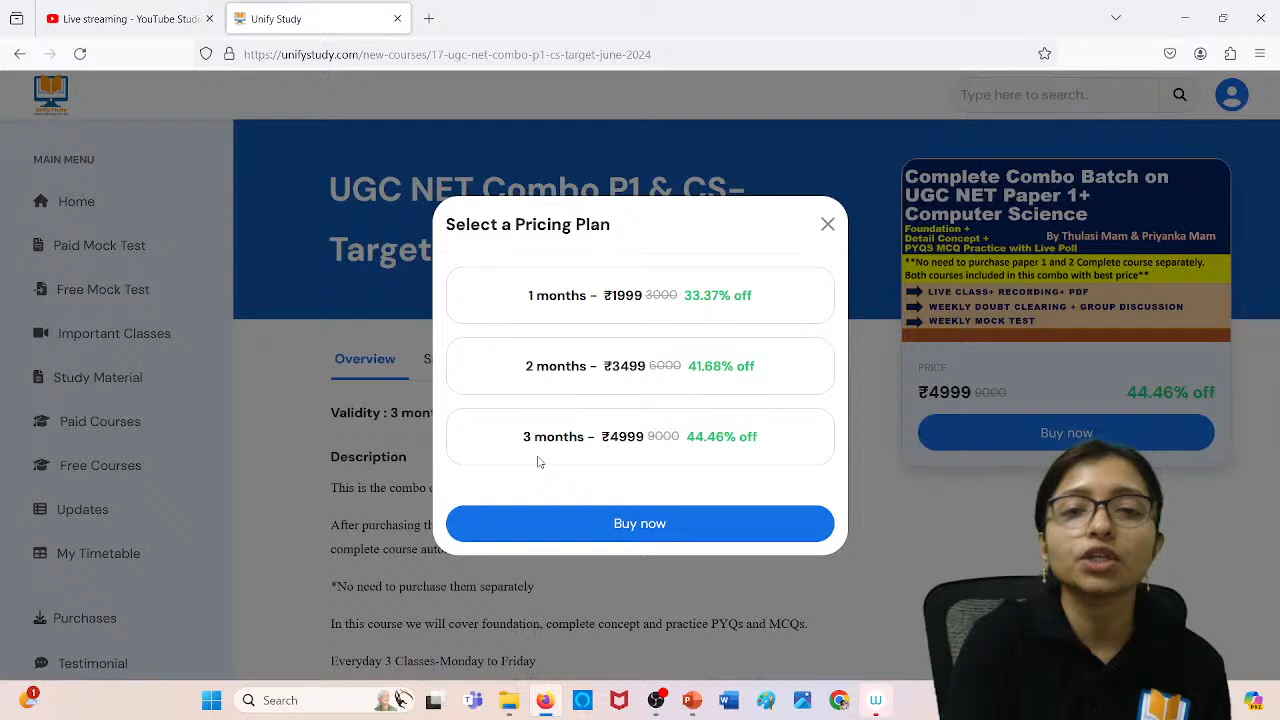 Live streaming - YouTube Studi
Unify Study
https://unifystudy.com/new-courses/17-ugc-net-combo-p1-cs-target-june-2024
Unify Study
Type here to search..
MAIN MENU
Home
Paid Mock Test
Free Mock Test
Important Classes
Study Material
Paid Courses
Free Courses
Updates
My Timetable
Purchases
Testimonial
UGC NET Combo P1 & CS-
Target
Overview
S
Validity : 3 mont
Description
This is the combo c
After purchasing th
complete course auto
*No need to purchase them separately
In this course we will cover foundation, complete concept and practice PYQs and MCQs.
Everyday 3 Classes-Monday to Friday
Select a Pricing Plan
1 months - ₹1999 3000 33.37% off
2 months - ₹3499 6000 41.68% off
3 months - ₹4999 9000 44.46% off
Buy now
Complete Combo Batch on
UGC NET Paper 1+
Computer Science
Foundation +
Detail Concept +
By Thulasi Mam & Priyanka Mam
PYQS MCQ Practice with Live Poll
**No need to purchase paper 1 and 2 Complete course separately.
Both courses included in this combo with best price**
LIVE CLASS+ RECORDING+ PDF
WEEKLY DOUBT CLEARING + GROUP DISCUSSION
WEEKLY MOCK TEST
PRICE
₹4999 9000 44.46% off
Buy now
1
Search